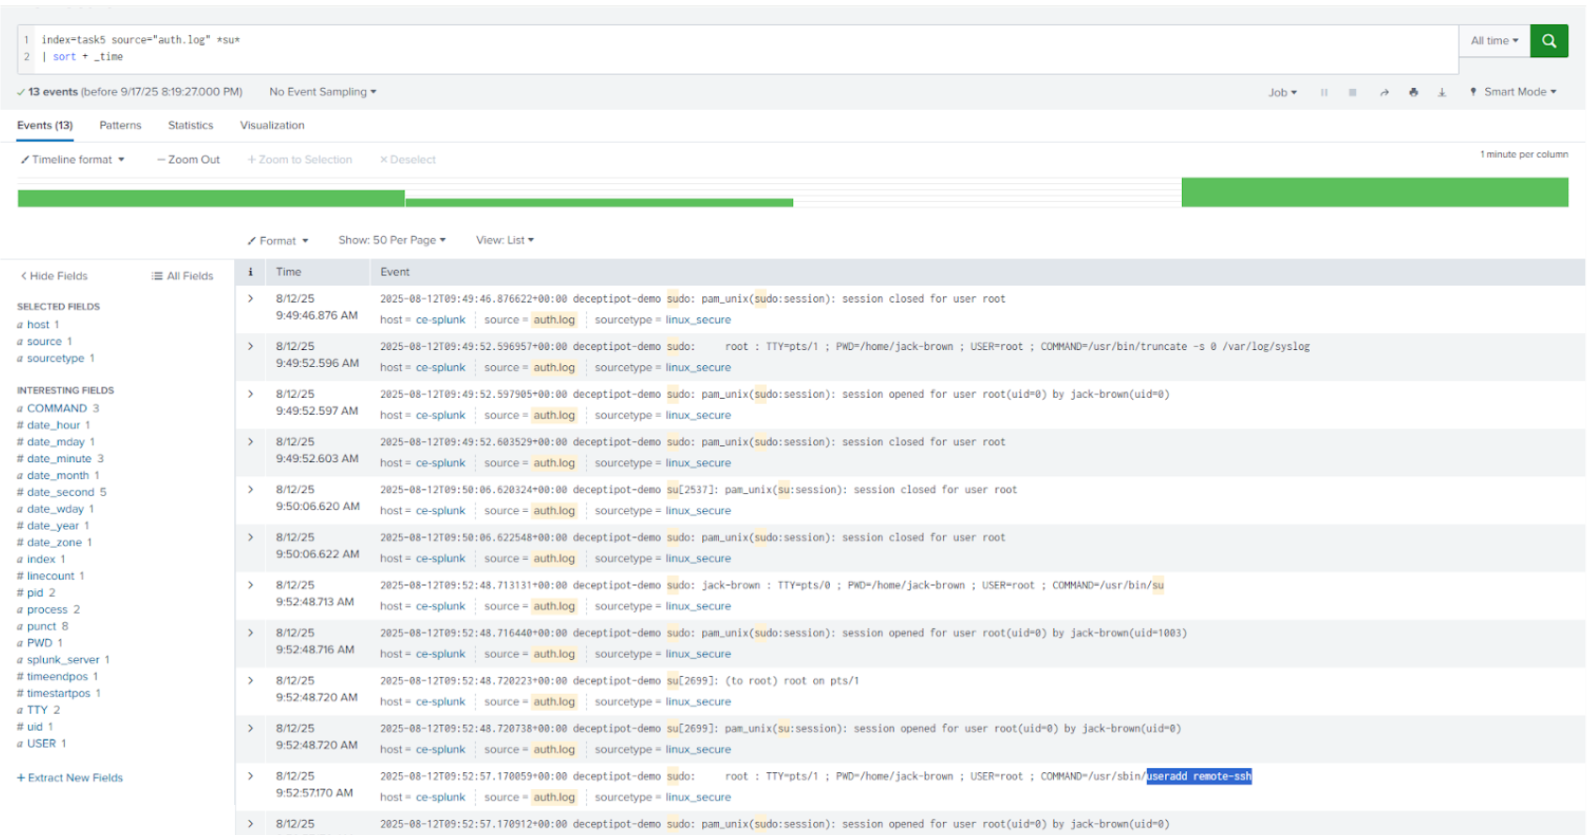 1 index=task5 source="auth.log" *su*
2 | sort + _time
All time
✓ 13 events (before 9/17/25 8:19:27.000 PM) No Event Sampling
Job Smart Mode
Events (13) Patterns Statistics Visualization
Timeline format — Zoom Out + Zoom to Selection × Deselect
1 minute per column
Format Show: 50 Per Page View: List
< Hide Fields All Fields
SELECTED FIELDS
a host 1
a source 1
a sourcetype 1
INTERESTING FIELDS
a COMMAND 3
# date_hour 1
# date_mday 1
# date_minute 3
a date_month 1
# date_second 5
a date_wday 1
# date_year 1
# date_zone 1
a index 1
# linecount 1
# pid 2
a process 2
a punct 8
a PWD 1
a splunk_server 1
# timeendpos 1
# timestartpos 1
a TTY 2
# uid 1
a USER 1
+ Extract New Fields
i Time Event
> 8/12/25 2025-08-12T09:49:46.876622+00:00 deceptipot-demo sudo: pam_unix(sudo:session): session closed for user root
9:49:46.876 AM host = ce-splunk source = auth.log sourcetype = linux_secure
> 8/12/25 2025-08-12T09:49:52.596957+00:00 deceptipot-demo sudo: root : TTY=pts/1 ; PWD=/home/jack-brown ; USER=root ; COMMAND=/usr/bin/truncate -s 0 /var/log/syslog
9:49:52.596 AM host = ce-splunk source = auth.log sourcetype = linux_secure
> 8/12/25 2025-08-12T09:49:52.597905+00:00 deceptipot-demo sudo: pam_unix(sudo:session): session opened for user root(uid=0) by jack-brown(uid=0)
9:49:52.597 AM host = ce-splunk source = auth.log sourcetype = linux_secure
> 8/12/25 2025-08-12T09:49:52.603529+00:00 deceptipot-demo sudo: pam_unix(sudo:session): session closed for user root
9:49:52.603 AM host = ce-splunk source = auth.log sourcetype = linux_secure
> 8/12/25 2025-08-12T09:50:06.620324+00:00 deceptipot-demo su[2537]: pam_unix(su:session): session closed for user root
9:50:06.620 AM host = ce-splunk source = auth.log sourcetype = linux_secure
> 8/12/25 2025-08-12T09:50:06.622548+00:00 deceptipot-demo sudo: pam_unix(sudo:session): session closed for user root
9:50:06.622 AM host = ce-splunk source = auth.log sourcetype = linux_secure
> 8/12/25 2025-08-12T09:52:48.713131+00:00 deceptipot-demo sudo: jack-brown : TTY=pts/0 ; PWD=/home/jack-brown ; USER=root ; COMMAND=/usr/bin/su
9:52:48.713 AM host = ce-splunk source = auth.log sourcetype = linux_secure
> 8/12/25 2025-08-12T09:52:48.716440+00:00 deceptipot-demo sudo: pam_unix(sudo:session): session opened for user root(uid=0) by jack-brown(uid=1003)
9:52:48.716 AM host = ce-splunk source = auth.log sourcetype = linux_secure
> 8/12/25 2025-08-12T09:52:48.720223+00:00 deceptipot-demo su[2699]: (to root) root on pts/1
9:52:48.720 AM host = ce-splunk source = auth.log sourcetype = linux_secure
> 8/12/25 2025-08-12T09:52:48.720738+00:00 deceptipot-demo su[2699]: pam_unix(su:session): session opened for user root(uid=0) by jack-brown(uid=0)
9:52:48.720 AM host = ce-splunk source = auth.log sourcetype = linux_secure
> 8/12/25 2025-08-12T09:52:57.170059+00:00 deceptipot-demo sudo: root : TTY=pts/1 ; PWD=/home/jack-brown ; USER=root ; COMMAND=/usr/sbin/useradd remote-ssh
9:52:57.170 AM host = ce-splunk source = auth.log sourcetype = linux_secure
> 8/12/25 2025-08-12T09:52:57.170912+00:00 deceptipot-demo sudo: pam_unix(sudo:session): session opened for user root(uid=0) by jack-brown(uid=0)